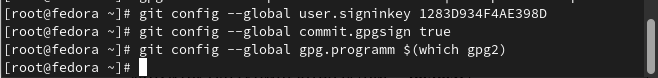 [root@fedora ~]# git config --global user.signinkey 1283D934F4AE398D
[root@fedora ~]# git config --global commit.gpgsign true
[root@fedora ~]# git config --global gpg.programm $(which gpg2)
[root@fedora ~]#